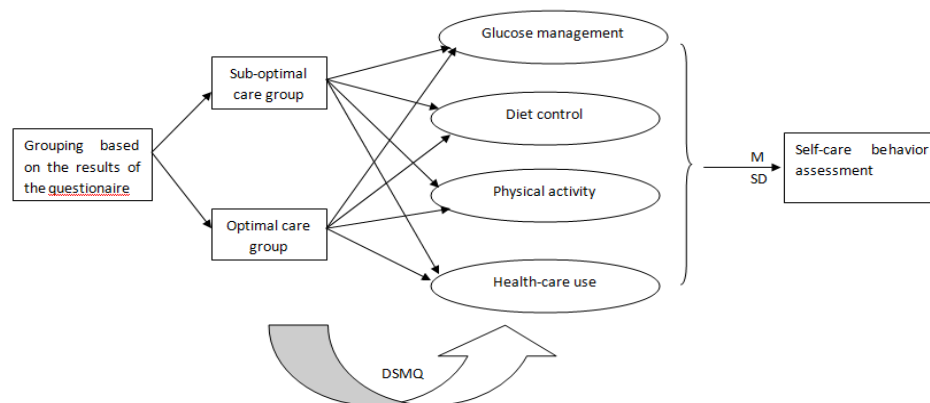 Grouping based
on the results of
the questionaire
Sub-optimal
care group
Optimal care
group
Glucose management
Diet control
Physical activity
Health-care use
M
SD
Self-care behavior
assessment
DSMQ